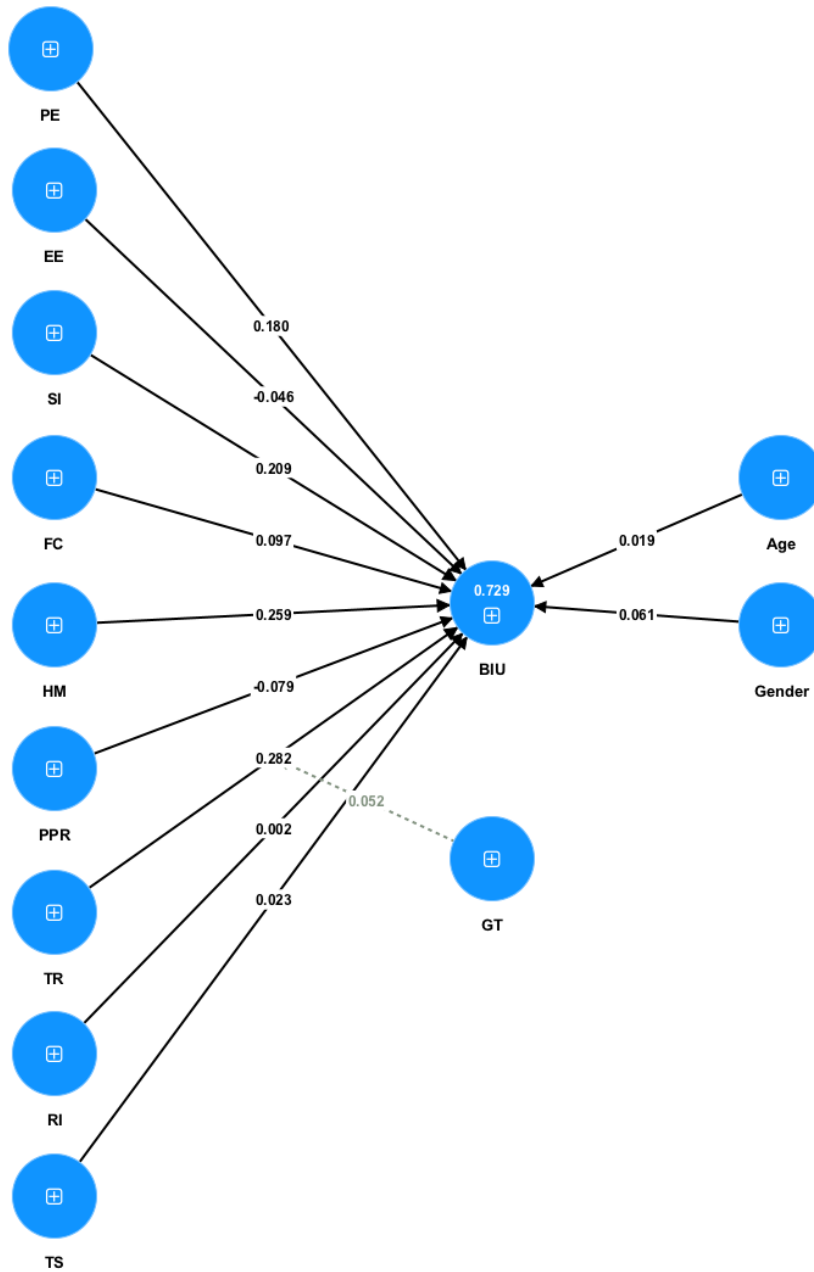 PE
EE
0.180
-0.046
SI
0.209
FC
0.097
Age
0.019
0.729
HM
0.259
BIU
0.061
Gender
-0.079
PPR
0.282
0.052
0.002
GT
TR
0.023
RI
TS